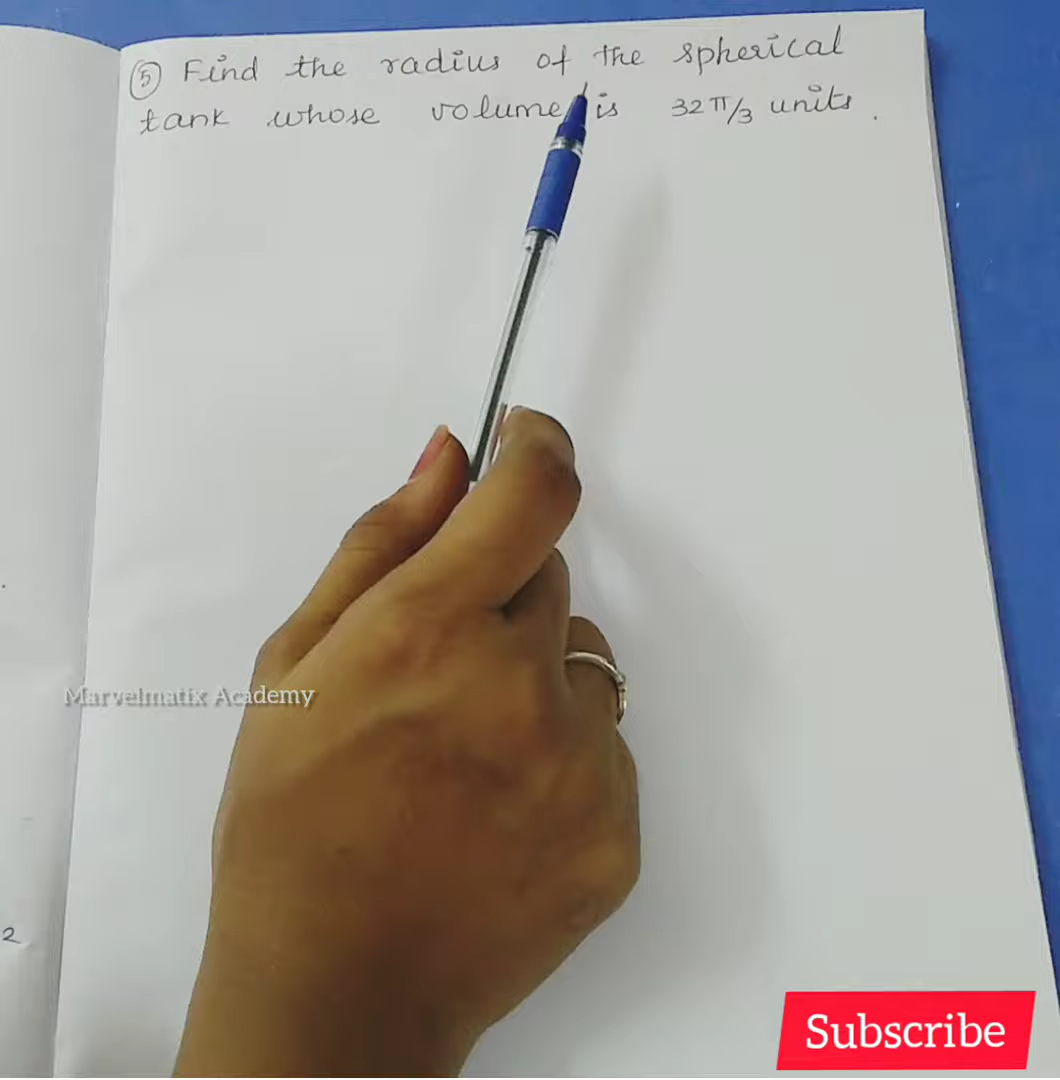 ⑤ Find the radius of the spherical
tank whose volume is 32π/3 units.
Marvelmatix Academy
2
Subscribe